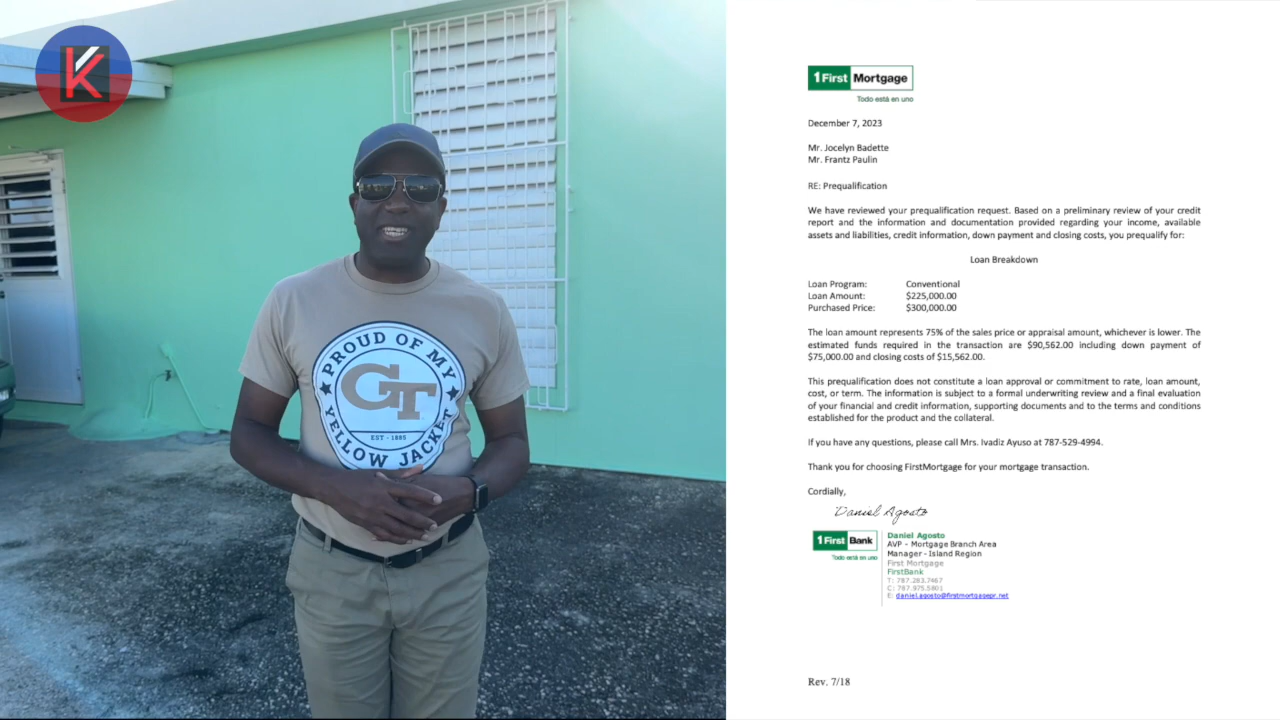 K
PROUD OF MY
GT
EST - 1885
YELLOW JACKET
1First Mortgage
Todo está en uno
December 7, 2023
Mr. Jocelyn Badette
Mr. Frantz Paulin
RE: Prequalification
We have reviewed your prequalification request. Based on a preliminary review of your credit
report and the information and documentation provided regarding your income, available
assets and liabilities, credit information, down payment and closing costs, you prequalify for:
Loan Breakdown
Loan Program: Conventional
Loan Amount: $225,000.00
Purchased Price: $300,000.00
The loan amount represents 75% of the sales price or appraisal amount, whichever is lower. The
estimated funds required in the transaction are $90,562.00 including down payment of
$75,000.00 and closing costs of $15,562.00.
This prequalification does not constitute a loan approval or commitment to rate, loan amount,
cost, or term. The information is subject to a formal underwriting review and a final evaluation
of your financial and credit information, supporting documents and to the terms and conditions
established for the product and the collateral.
If you have any questions, please call Mrs. Ivadiz Ayuso at 787-529-4994.
Thank you for choosing FirstMortgage for your mortgage transaction.
Cordially,
Daniel Agosto
1First Bank
Todo está en uno
Daniel Agosto
AVP - Mortgage Branch Area
Manager - Island Region
First Mortgage
FirstBank
T: 787.283.7467
C: 787.975.5801
E: daniel.agosto@firstmortgagepr.net
Rev. 7/18